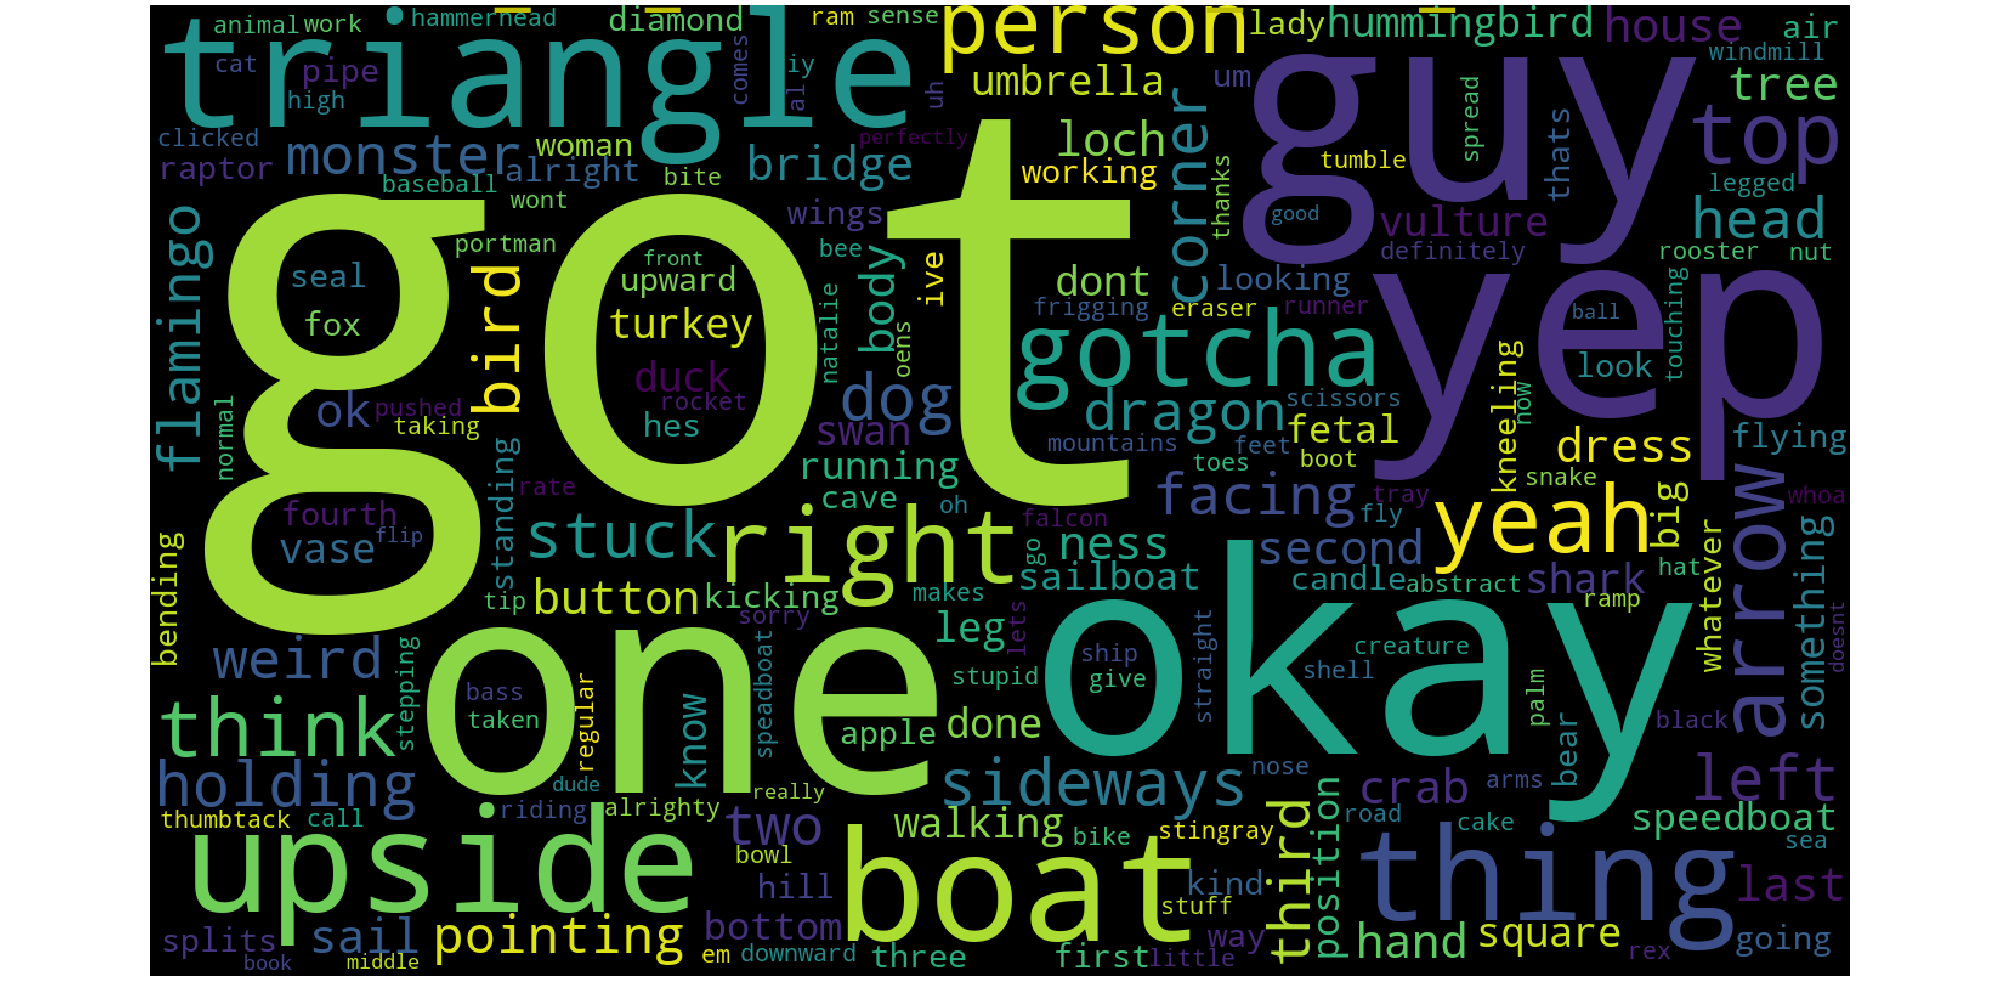 animal work hammerhead diamond ram sense person lady hummingbird house air
triangle
cat pipe high comes al iy uh umbrella um guy windmill tree
clicked monster woman alright bridge perfectly loch corner tumble spread thats top
raptor baseball bite working thanks legged
got
wont wings good vulture head
flamingo portman front bee body dont looking definitely rooster nut
seal bird upward natalie ive frigging eraser runner yep ball touching
fox turkey oens gotcha look
duck rocket dog dragon scissors kneeling now
ok pushed taking hes swan mountains feet fetal dress flying
normal standing rate running cave toes boot snake arrow whoa
fourth flip stuck right oh falcon facing tray fly yeah big
vase go ness second whatever something
bending tip button kicking makes sailboat candle abstract shark hat ramp
one sorry leg lets okay
weird stepping speadboat ship straight shell creature doesnt
bass regular know stupid give palm
think taken apple done bear black
holding dude really sideways nose crab arms left
thumbtack call riding alrighty two walking bike stingray third position road cake speedboat
upside bowl boat thing sea
hill kind last
splits sail pointing bottom stuff way hand square going
book middle em downward three first little rex